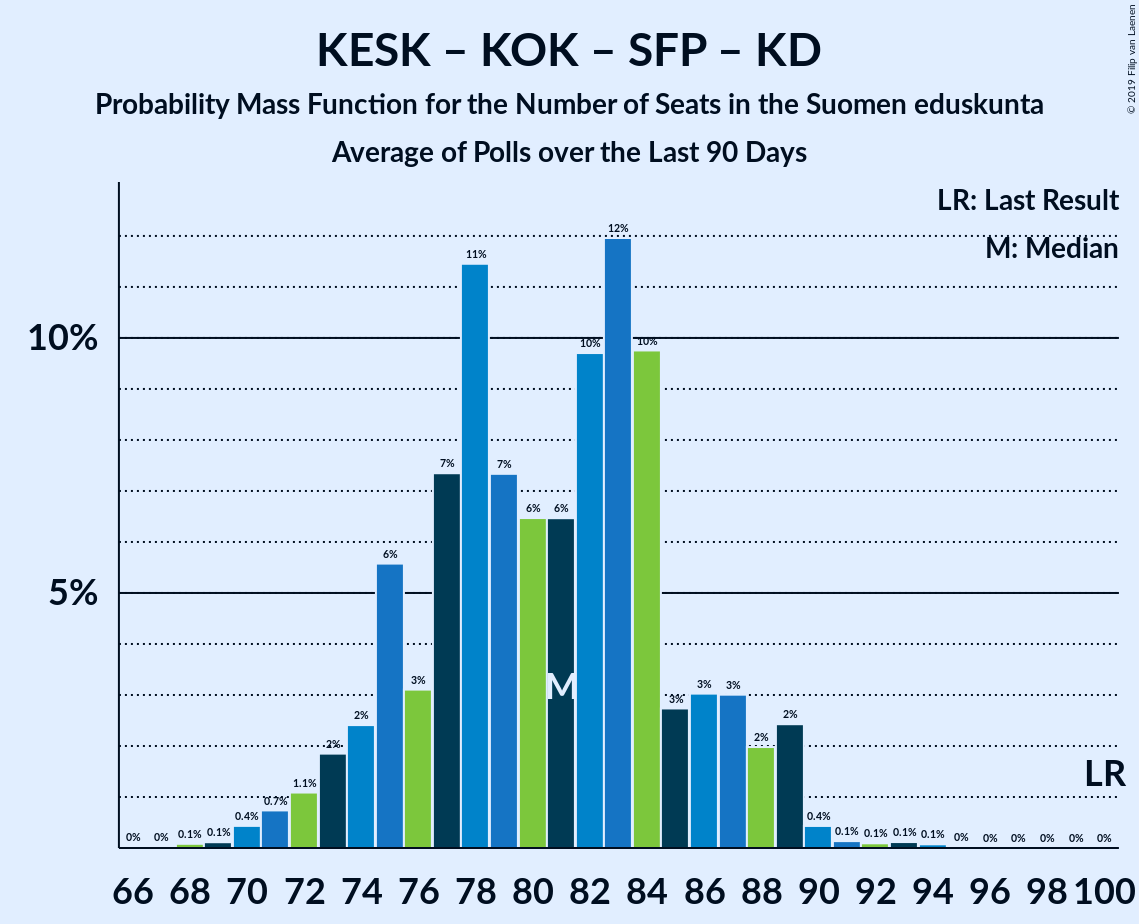 © 2019 Filip van Laenen
KESK – KOK – SFP – KD
Probability Mass Function for the Number of Seats in the Suomen eduskunta
Average of Polls over the Last 90 Days
LR: Last Result
M: Median
10%
5%
0% 0% 0.1% 0.1% 0.4% 0.7% 1.1% 2% 2% 6% 3% 7% 11% 7% 6% 6% 10% 12% 10% 3% 3% 3% 2% 2% 0.4% 0.1% 0.1% 0.1% 0.1% 0% 0% 0% 0% 0% 0%
M
LR
66 68 70 72 74 76 78 80 82 84 86 88 90 92 94 96 98 100